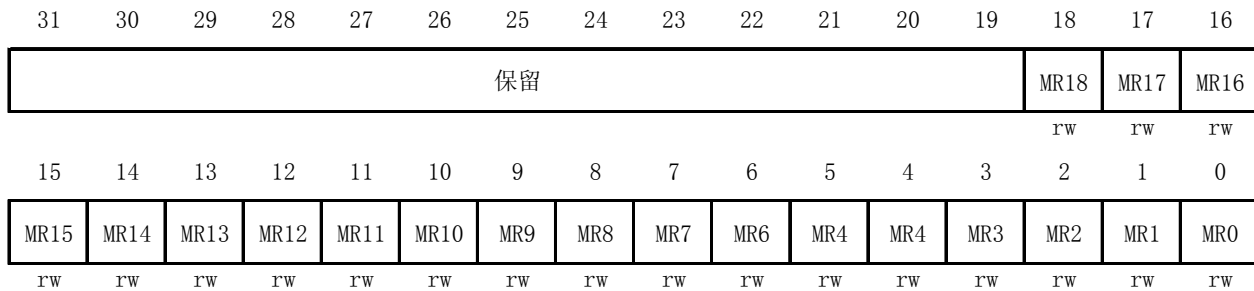 31 30 29 28 27 26 25 24 23 22 21 20 19 18 17 16
保留 MR18 MR17 MR16
rw rw rw
15 14 13 12 11 10 9 8 7 6 5 4 3 2 1 0
MR15 MR14 MR13 MR12 MR11 MR10 MR9 MR8 MR7 MR6 MR4 MR4 MR3 MR2 MR1 MR0
rw rw rw rw rw rw rw rw rw rw rw rw rw rw rw rw